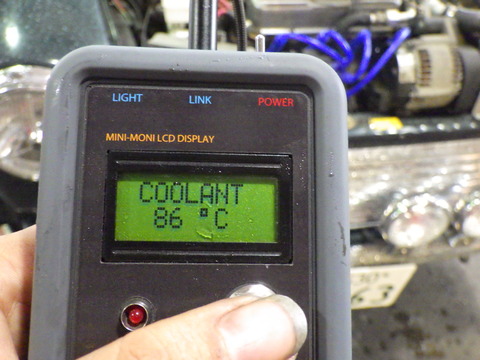 LIGHT LINK POWER
MINI-MONI LCD DISPLAY
COOLANT
86 °C